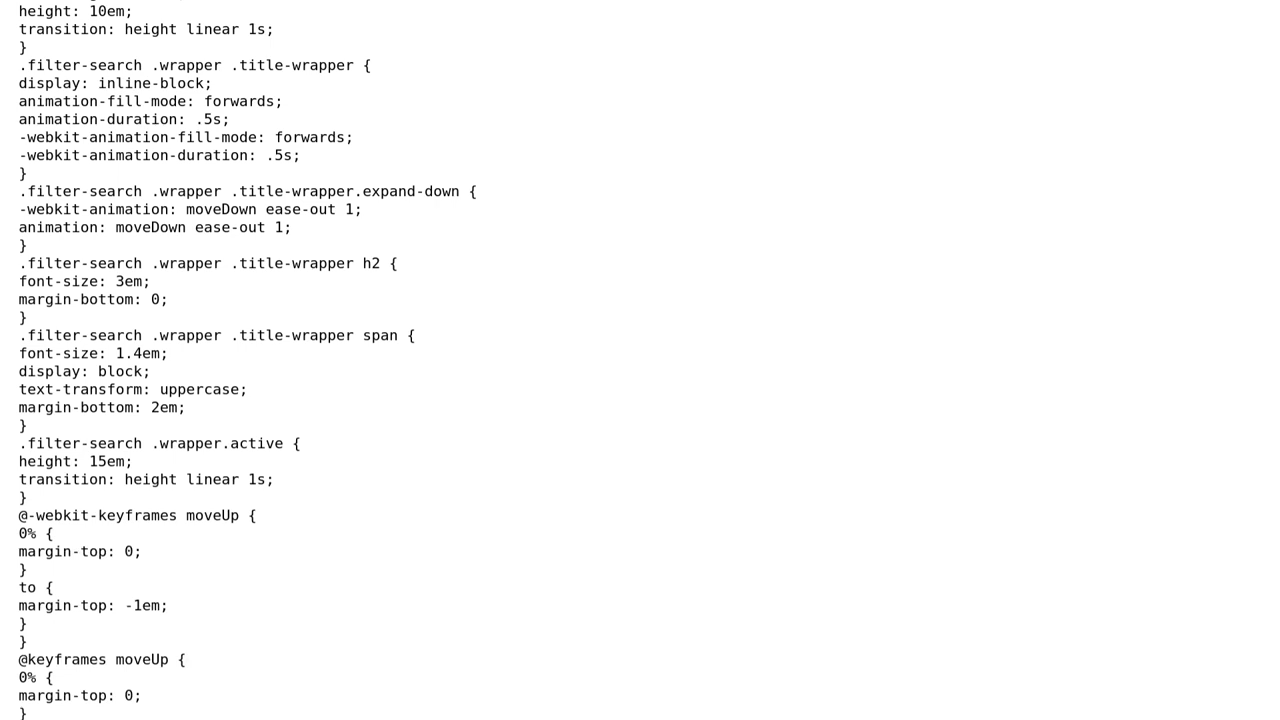 height: 10em;
transition: height linear 1s;
}
.filter-search .wrapper .title-wrapper {
display: inline-block;
animation-fill-mode: forwards;
animation-duration: .5s;
-webkit-animation-fill-mode: forwards;
-webkit-animation-duration: .5s;
}
.filter-search .wrapper .title-wrapper.expand-down {
-webkit-animation: moveDown ease-out 1;
animation: moveDown ease-out 1;
}
.filter-search .wrapper .title-wrapper h2 {
font-size: 3em;
margin-bottom: 0;
}
.filter-search .wrapper .title-wrapper span {
font-size: 1.4em;
display: block;
text-transform: uppercase;
margin-bottom: 2em;
}
.filter-search .wrapper.active {
height: 15em;
transition: height linear 1s;
}
@-webkit-keyframes moveUp {
0% {
margin-top: 0;
}
to {
margin-top: -1em;
}
}
@keyframes moveUp {
0% {
margin-top: 0;
}